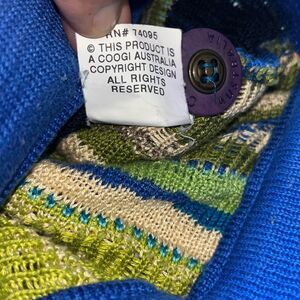 RN# 74095
© THIS PRODUCT IS
A COOGI AUSTRALIA
COPYRIGHT DESIGN
ALL RIGHTS
RESERVED